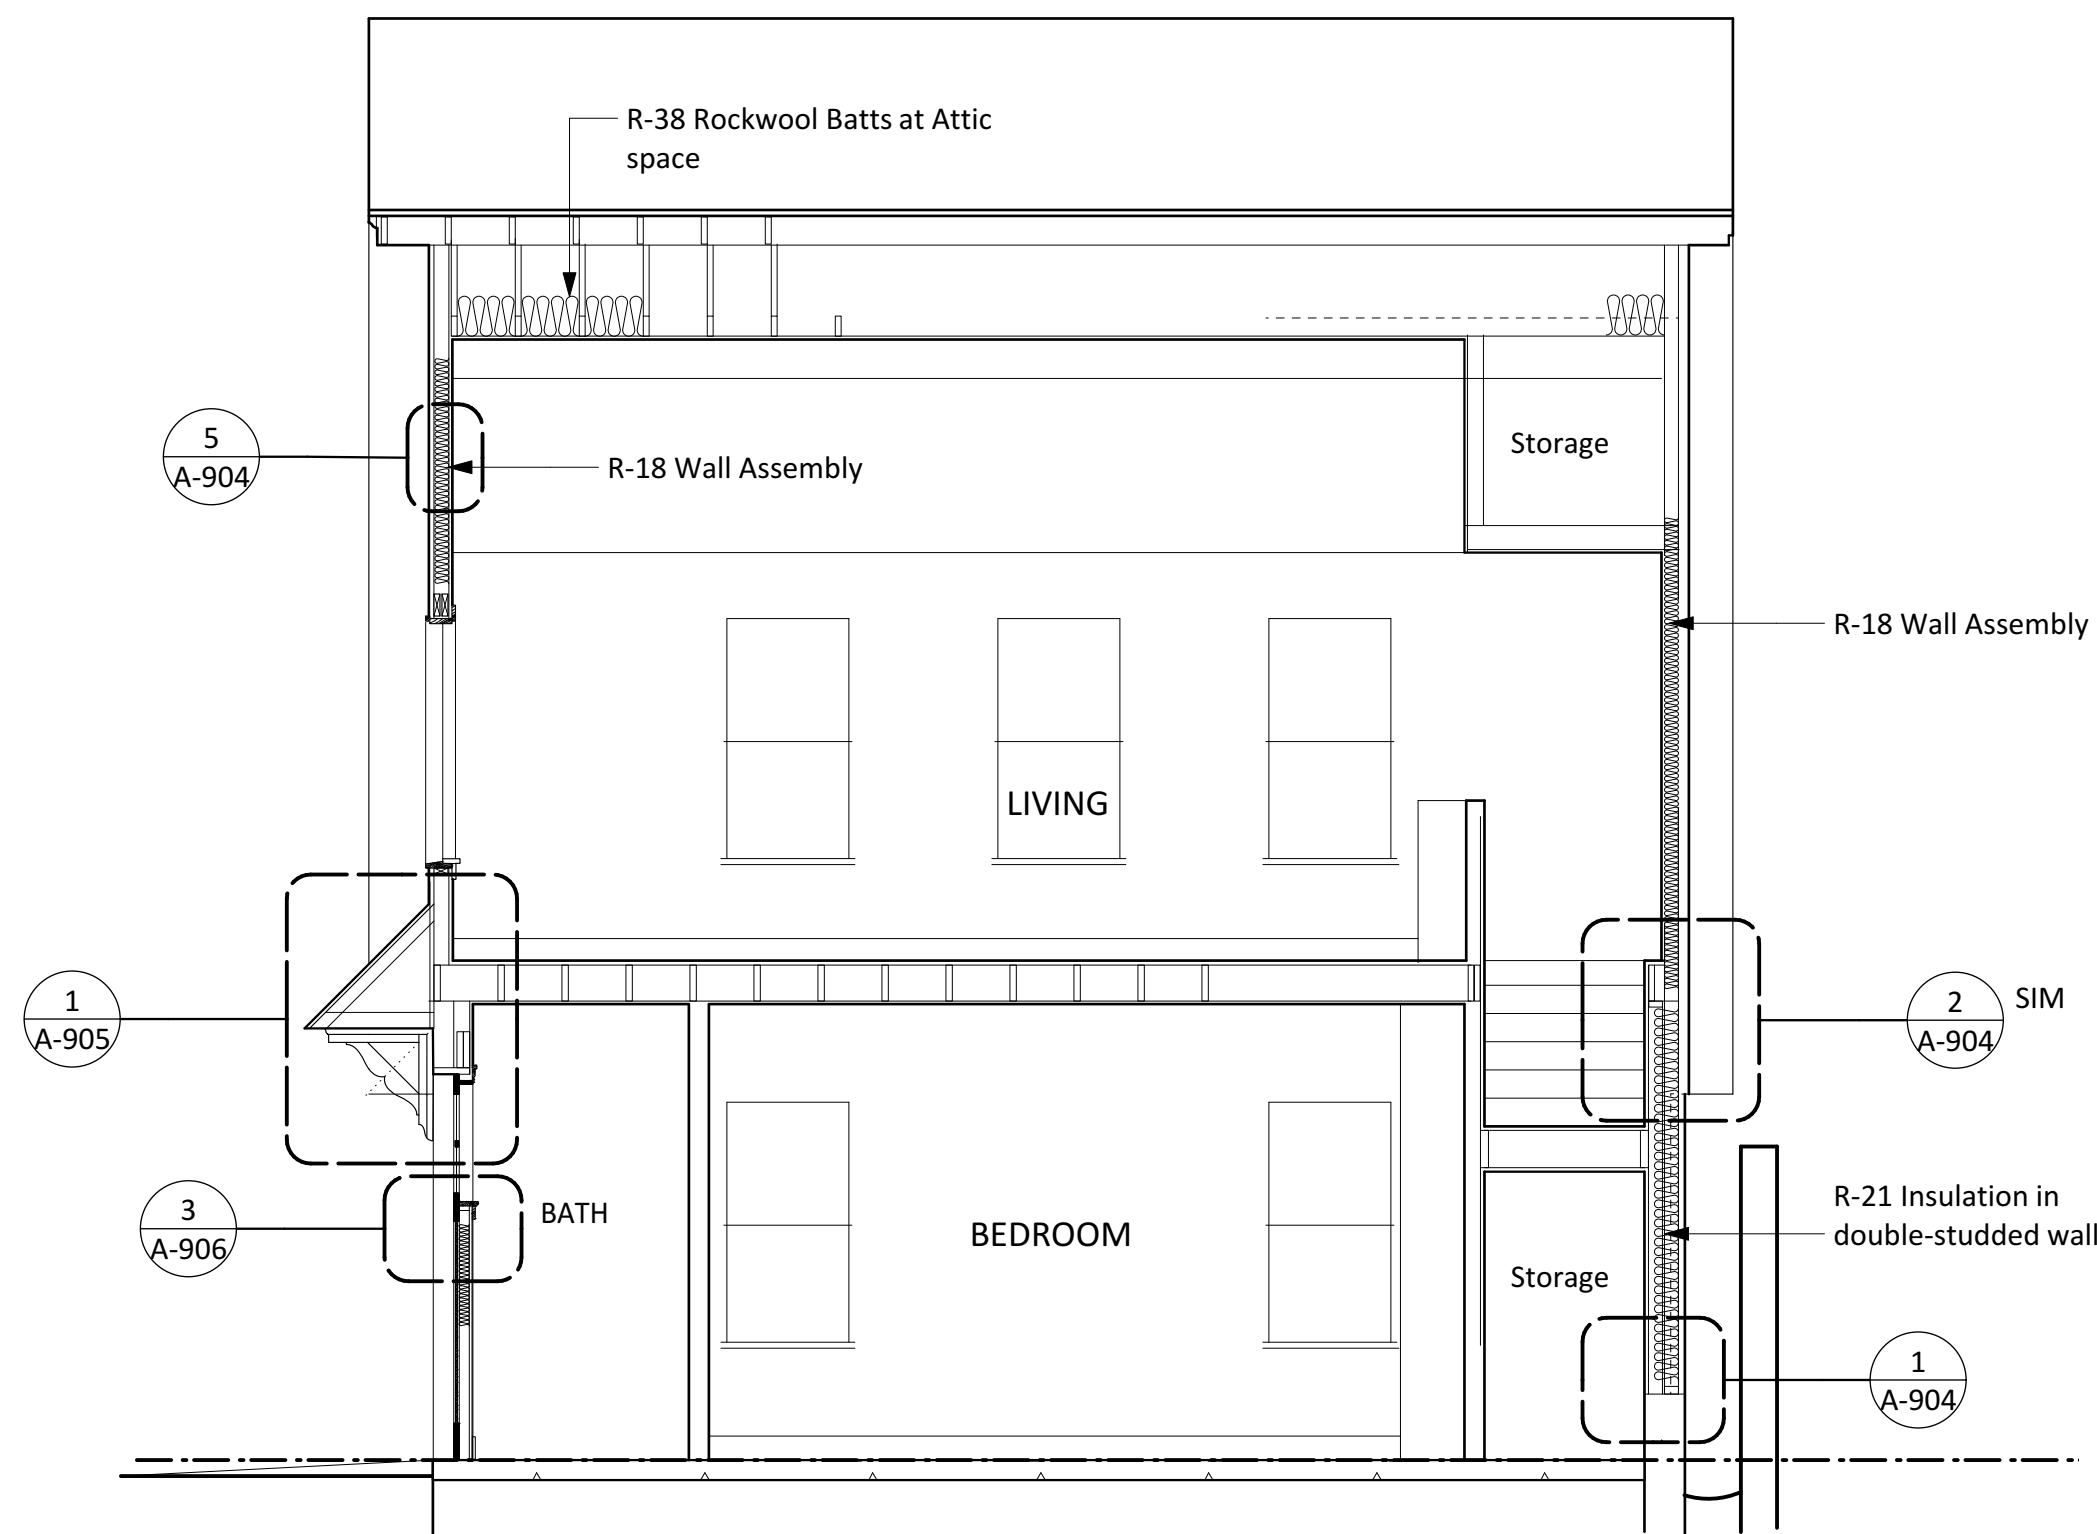 R-38 Rockwool Batts at Attic
space
5
A-904
R-18 Wall Assembly
Storage
R-18 Wall Assembly
LIVING
1
A-905
2
A-904
SIM
3
A-906
BATH
BEDROOM
R-21 Insulation in
double-studded wall
Storage
1
A-904